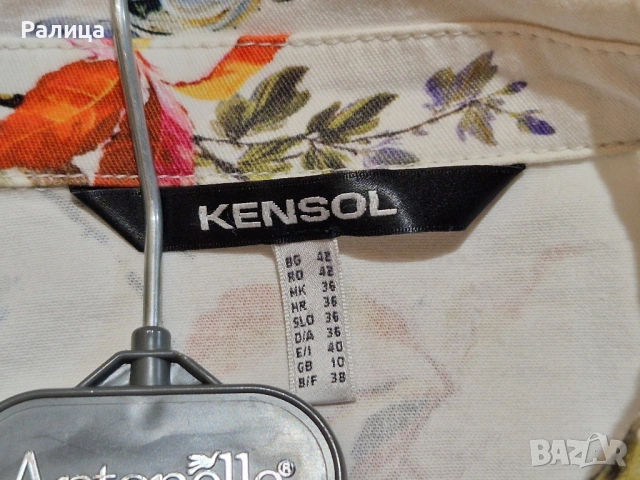 Ралица
KENSOL
BG 42
RO 42
MK 36
HR 36
SLO 36
D/A 36
E/I 40
GB 10
B/F 38
Antonelle®
BAZAR